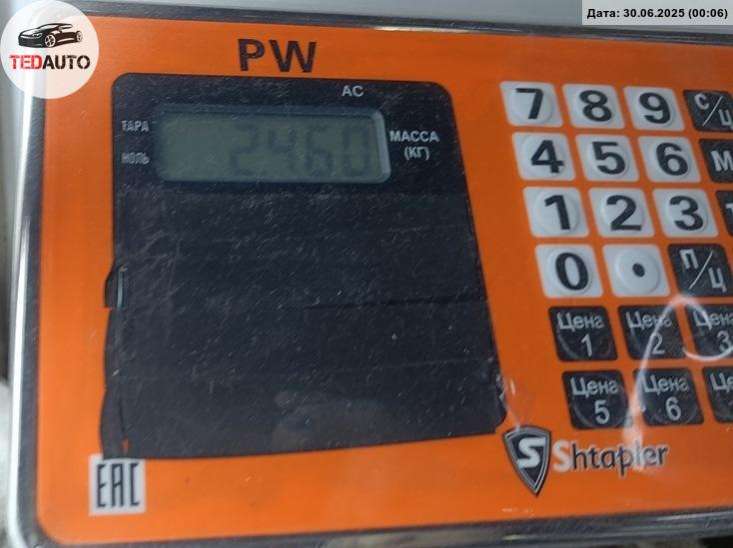 Дата: 30.06.2025 (00:06)
TEDAUTO
PW
AC
ТАРА
НОЛЬ
2460
МАССА
(КГ)
7 8 9 С/Ц
4 5 6 М
1 2 3
0 . П/Ц
Цена 1 Цена 2 Цена 3
Цена 5 Цена 6
S Shtapler
EAC